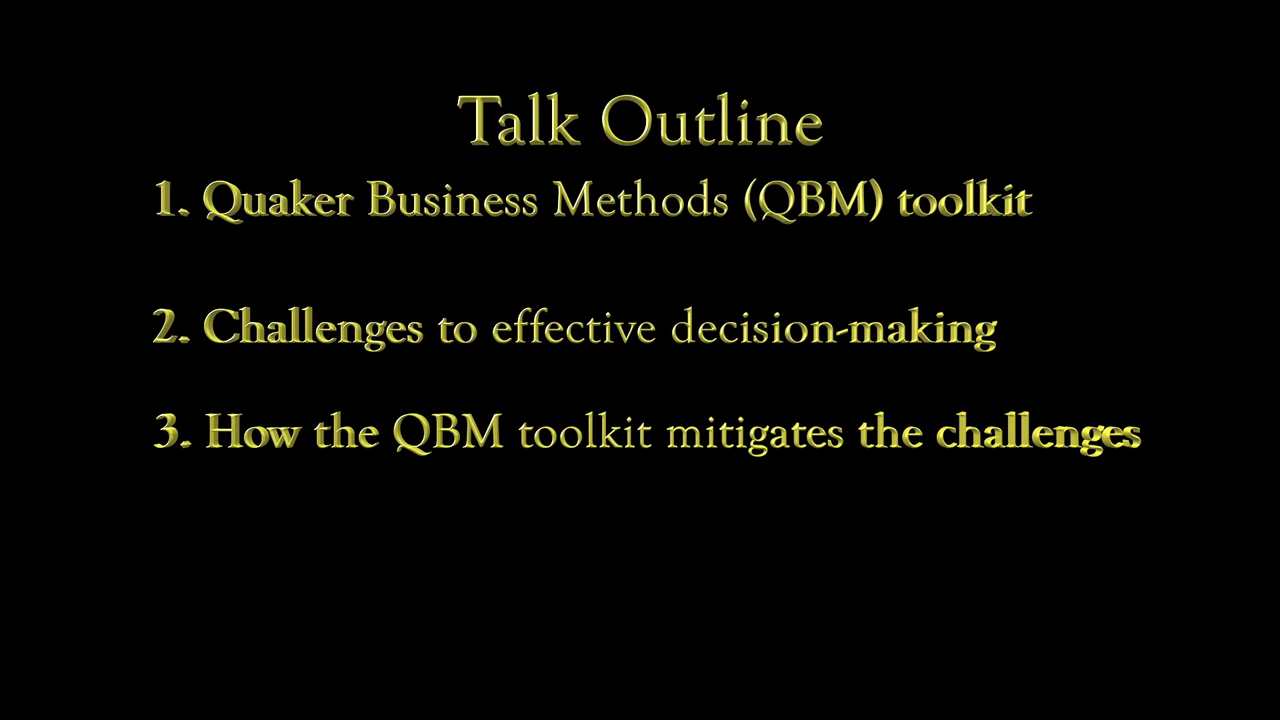 Talk Outline
1. Quaker Business Methods (QBM) toolkit
2. Challenges to effective decision-making
3. How the QBM toolkit mitigates the challenges